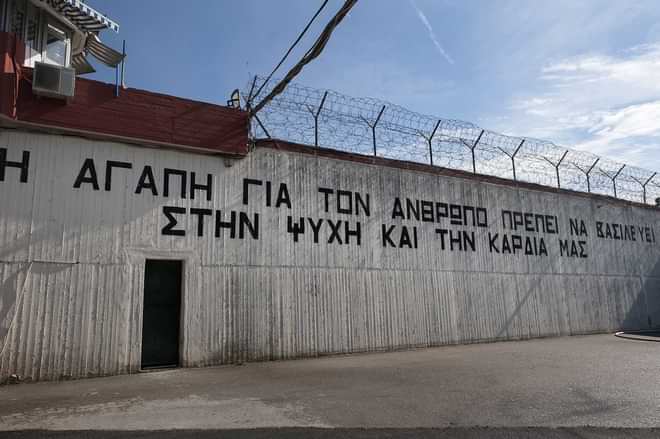 Η ΑΓΑΠΗ ΓΙΑ ΤΟΝ ΑΝΘΡΩΠΟ ΠΡΕΠΕΙ ΝΑ ΒΑΣΙΛΕΥΕΙ
ΣΤΗΝ ΨΥΧΗ ΚΑΙ ΤΗΝ ΚΑΡΔΙΑ ΜΑΣ